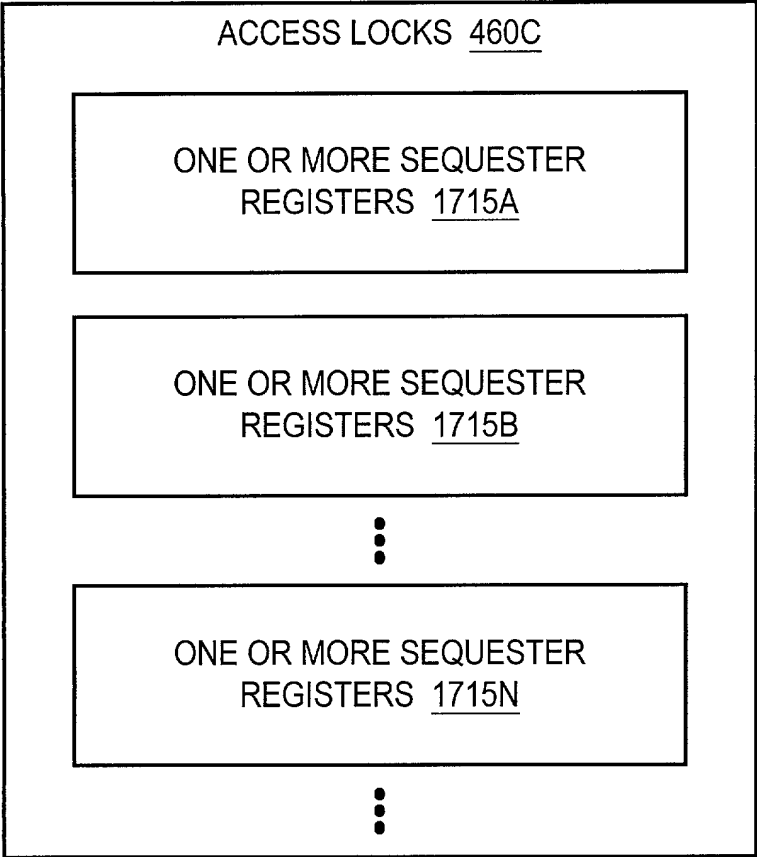 ACCESS LOCKS 460C
ONE OR MORE SEQUESTER
REGISTERS 1715A
ONE OR MORE SEQUESTER
REGISTERS 1715B
ONE OR MORE SEQUESTER
REGISTERS 1715N